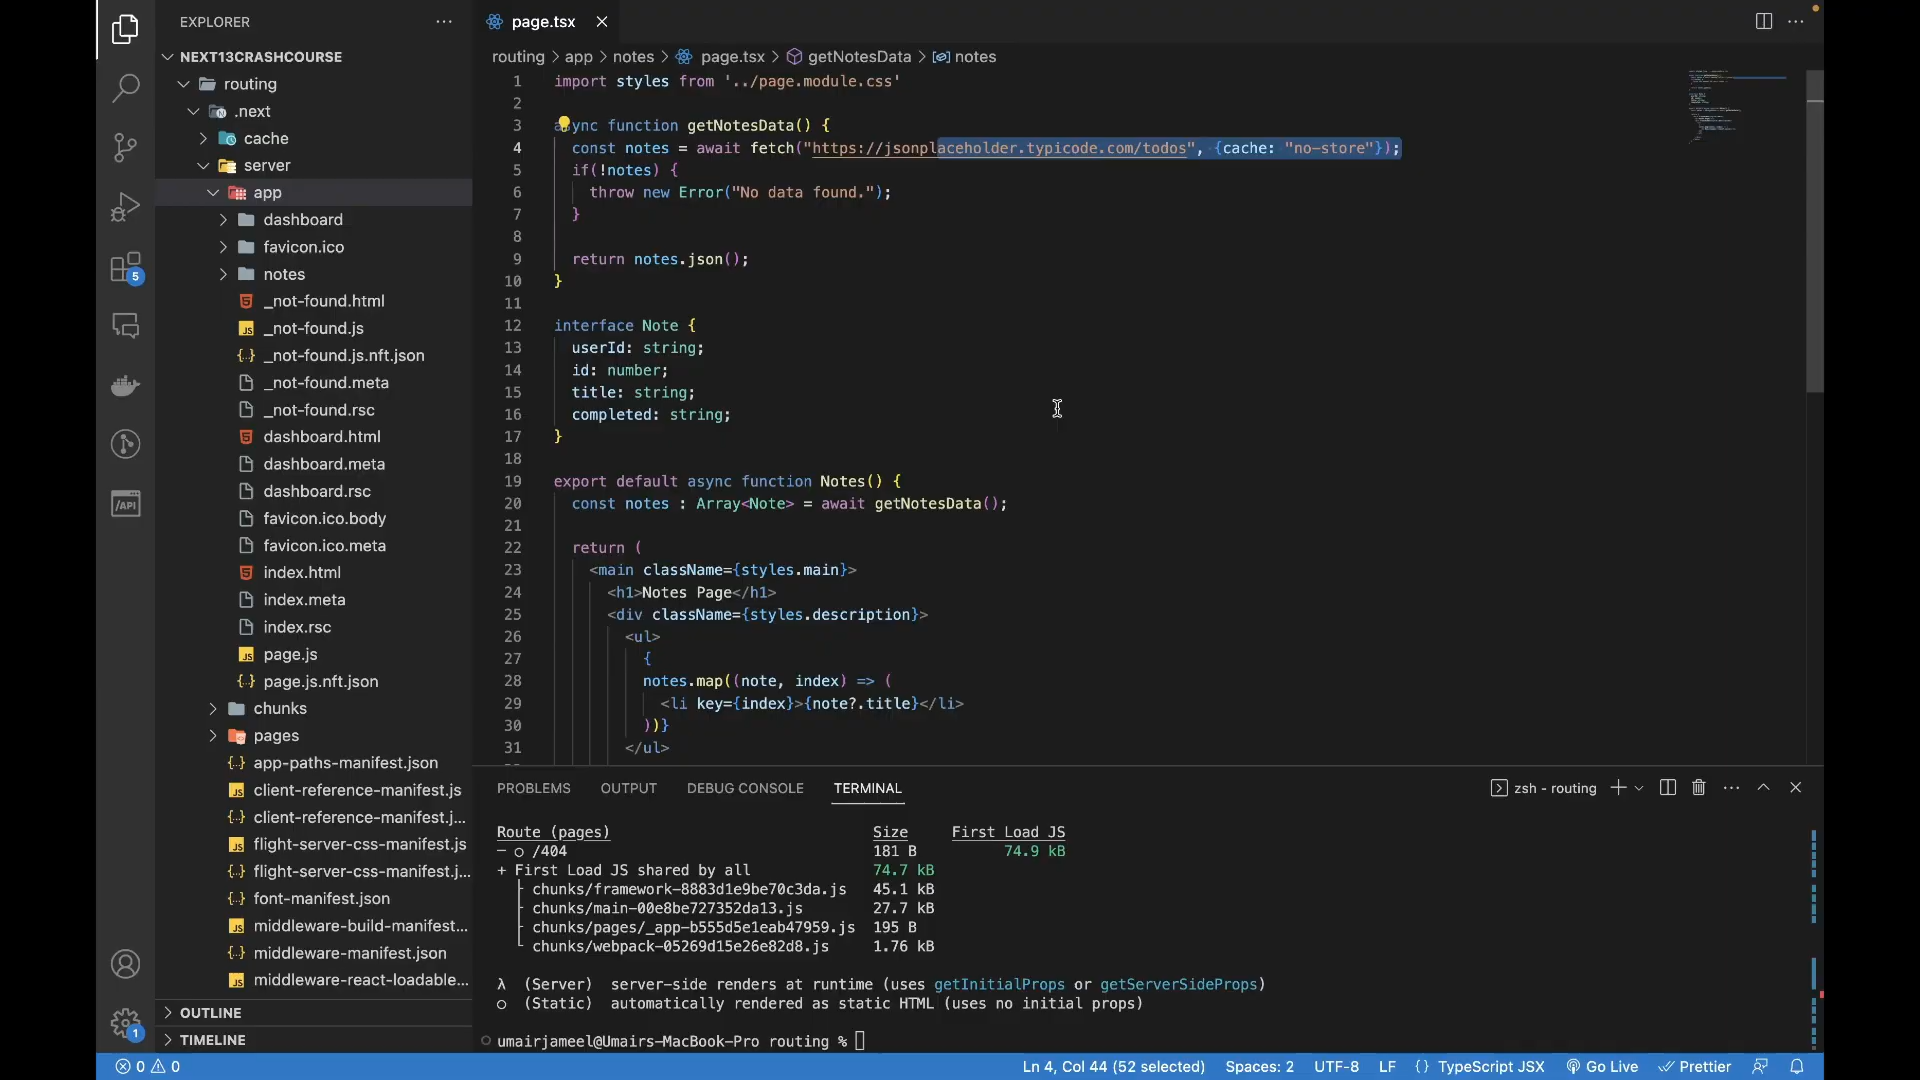 EXPLORER
NEXT13CRASHCOURSE
routing
.next
cache
server
app
dashboard
favicon.ico
notes
_not-found.html
_not-found.js
_not-found.js.nft.json
_not-found.meta
_not-found.rsc
dashboard.html
dashboard.meta
dashboard.rsc
favicon.ico.body
favicon.ico.meta
index.html
index.meta
index.rsc
page.js
page.js.nft.json
chunks
pages
app-paths-manifest.json
client-reference-manifest.js
client-reference-manifest.j...
flight-server-css-manifest.js
flight-server-css-manifest.j...
font-manifest.json
middleware-build-manifest...
middleware-manifest.json
middleware-react-loadable...
OUTLINE
TIMELINE
5
1
page.tsx
routing > app > notes > page.tsx > getNotesData > notes
1 import styles from '../page.module.css'
2
3 async function getNotesData() {
4 const notes = await fetch("https://jsonplaceholder.typicode.com/todos", {cache: "no-store"});
5 if(!notes) {
6 throw new Error("No data found.");
7 }
8
9 return notes.json();
10 }
11
12 interface Note {
13 userId: string;
14 id: number;
15 title: string;
16 completed: string;
17 }
18
19 export default async function Notes() {
20 const notes : Array<Note> = await getNotesData();
21
22 return (
23 <main className={styles.main}>
24 <h1>Notes Page</h1>
25 <div className={styles.description}>
26 <ul>
27 {
28 notes.map((note, index) => (
29 <li key={index}>{note?.title}</li>
30 ))}
31 </ul>
PROBLEMS OUTPUT DEBUG CONSOLE TERMINAL
zsh - routing
Route (pages) Size First Load JS
─ ○ /404 181 B 74.9 kB
+ First Load JS shared by all 74.7 kB
├ chunks/framework-8883d1e9be70c3da.js 45.1 kB
├ chunks/main-00e8be727352da13.js 27.7 kB
├ chunks/pages/_app-b555d5e1eab47959.js 195 B
└ chunks/webpack-05269d15e26e82d8.js 1.76 kB
λ (Server) server-side renders at runtime (uses getInitialProps or getServerSideProps)
○ (Static) automatically rendered as static HTML (uses no initial props)
umairjameel@Umairs-MacBook-Pro routing %
0 0 Ln 4, Col 44 (52 selected) Spaces: 2 UTF-8 LF {} TypeScript JSX Go Live Prettier